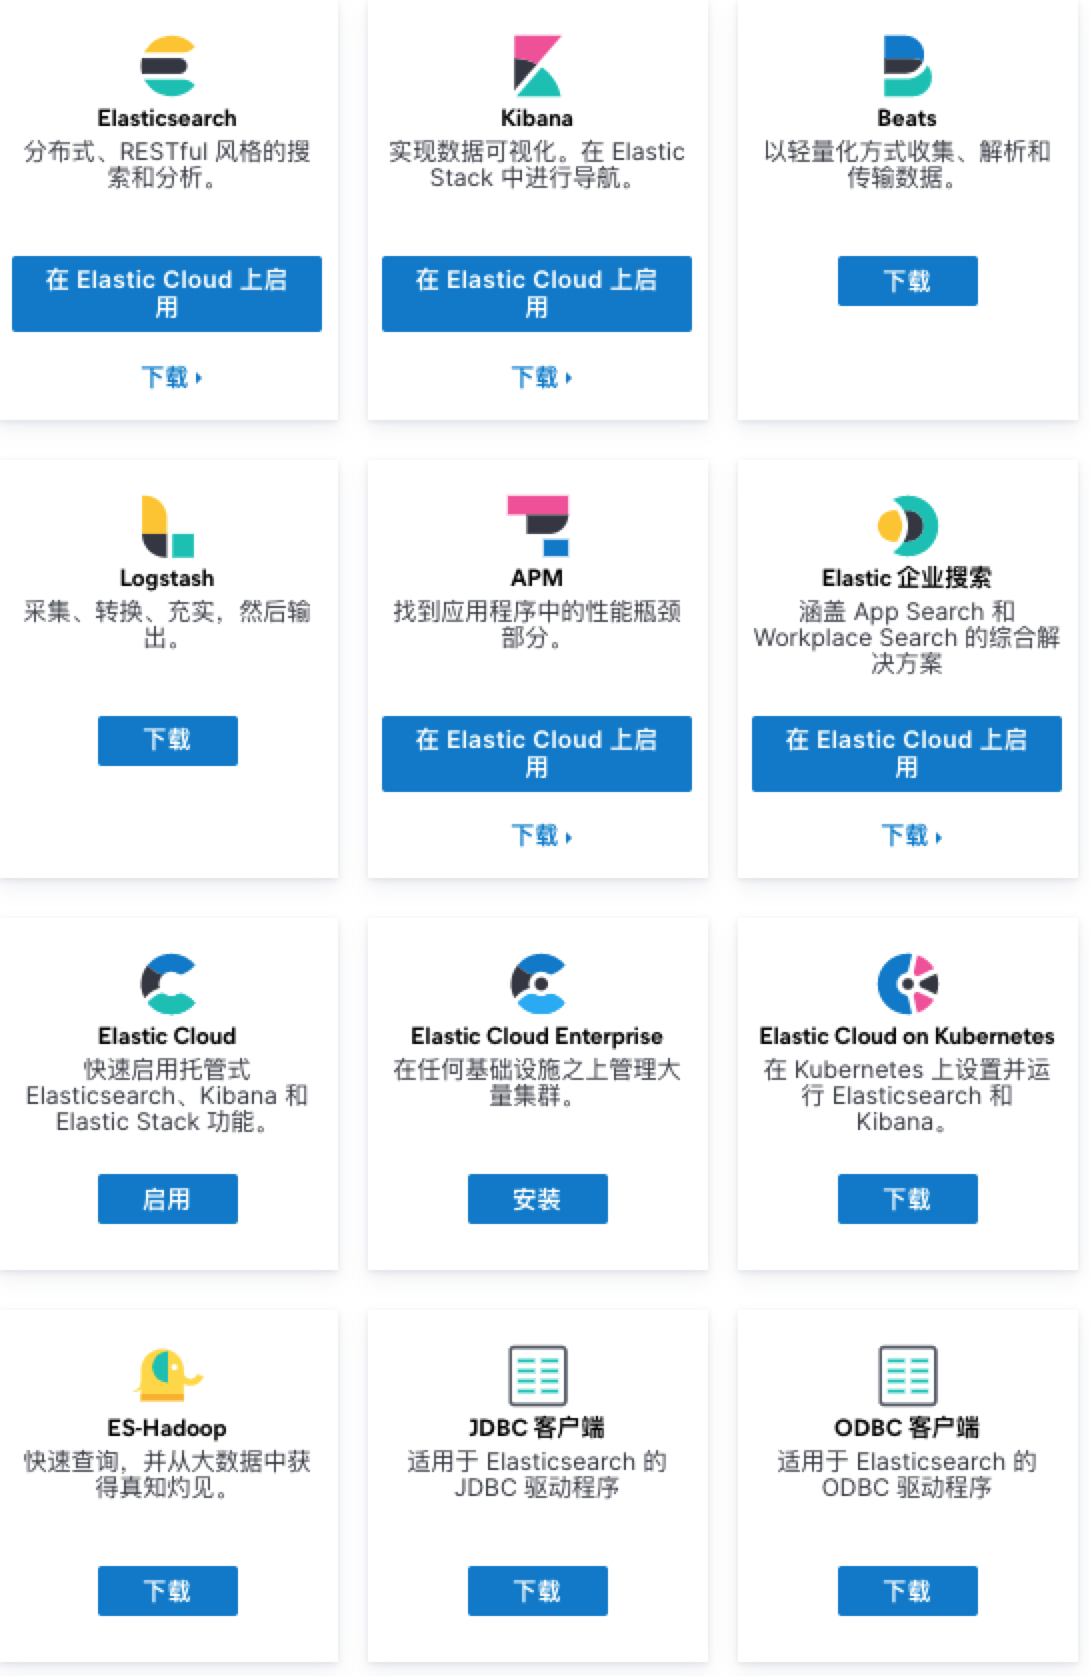 Elasticsearch
分布式、RESTful 风格的搜
索和分析。
在 Elastic Cloud 上启
用
下载
Kibana
实现数据可视化。在 Elastic
Stack 中进行导航。
在 Elastic Cloud 上启
用
下载
Beats
以轻量化方式收集、解析和
传输数据。
下载
Logstash
采集、转换、充实，然后输
出。
下载
APM
找到应用程序中的性能瓶颈
部分。
在 Elastic Cloud 上启
用
下载
Elastic 企业搜索
涵盖 App Search 和
Workplace Search 的综合解
决方案
在 Elastic Cloud 上启
用
下载
Elastic Cloud
快速启用托管式
Elasticsearch、Kibana 和
Elastic Stack 功能。
启用
Elastic Cloud Enterprise
在任何基础设施之上管理大
量集群。
安装
Elastic Cloud on Kubernetes
在 Kubernetes 上设置并运
行 Elasticsearch 和
Kibana。
下载
ES-Hadoop
快速查询，并从大数据中获
得真知灼见。
下载
JDBC 客户端
适用于 Elasticsearch 的
JDBC 驱动程序
下载
ODBC 客户端
适用于 Elasticsearch 的
ODBC 驱动程序
下载